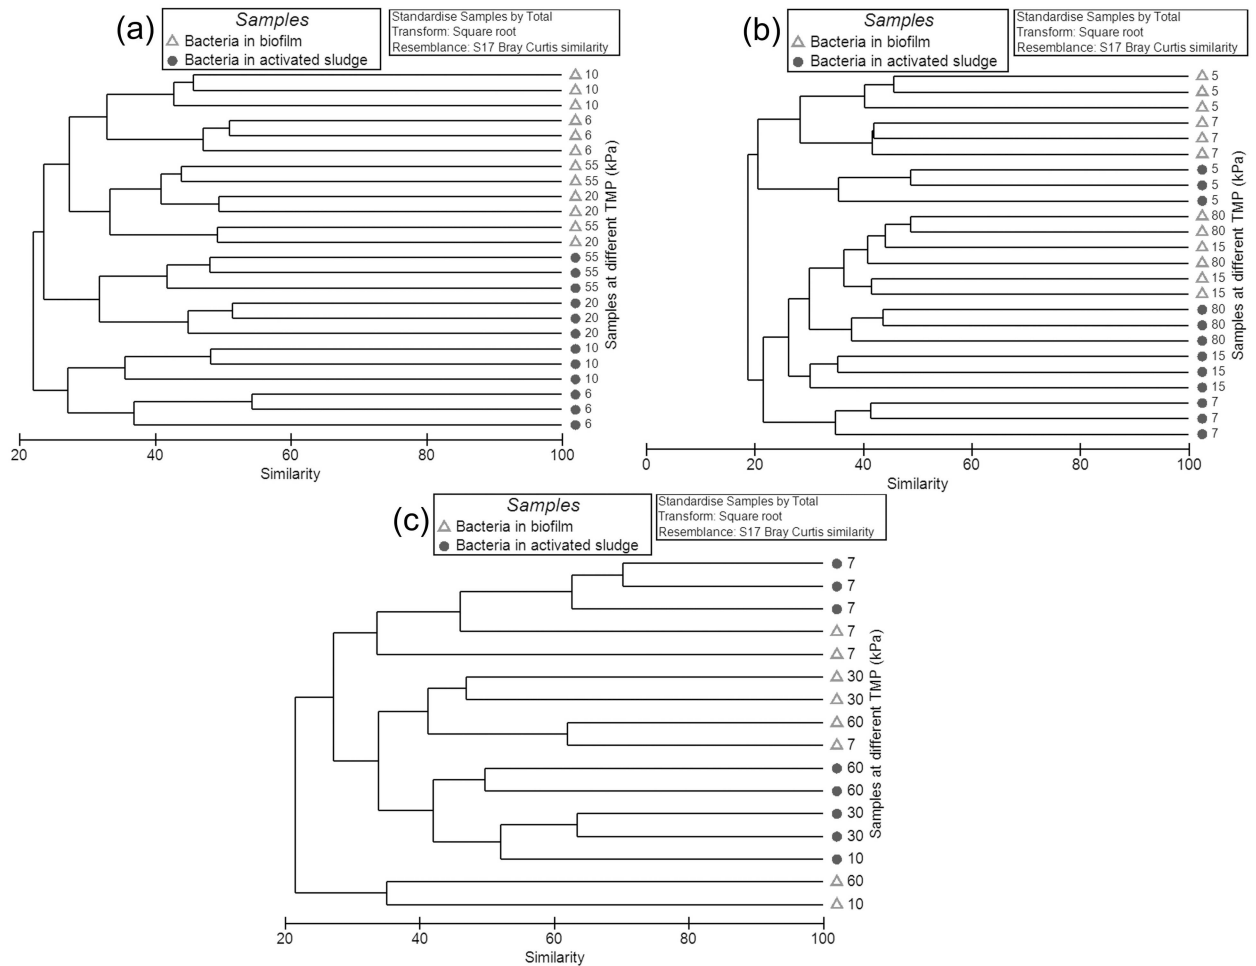 (a)
Samples
Bacteria in biofilm
Bacteria in activated sludge
Standardise Samples by Total
Transform: Square root
Resemblance: S17 Bray Curtis similarity
10
10
10
6
6
6
55
55
20
20
55
20
55
55
55
20
20
20
10
10
10
6
6
6
Samples at different TMP (kPa)
20 40 60 80 100
Similarity
(b)
Samples
Bacteria in biofilm
Bacteria in activated sludge
Standardise Samples by Total
Transform: Square root
Resemblance: S17 Bray Curtis similarity
5
5
5
7
7
7
5
5
5
80
80
15
80
15
15
80
80
80
15
15
15
7
7
7
Samples at different TMP (kPa)
0 20 40 60 80 100
Similarity
(c)
Samples
Bacteria in biofilm
Bacteria in activated sludge
Standardise Samples by Total
Transform: Square root
Resemblance: S17 Bray Curtis similarity
7
7
7
7
7
30
30
60
7
60
60
30
30
10
60
10
Samples at different TMP (kPa)
20 40 60 80 100
Similarity